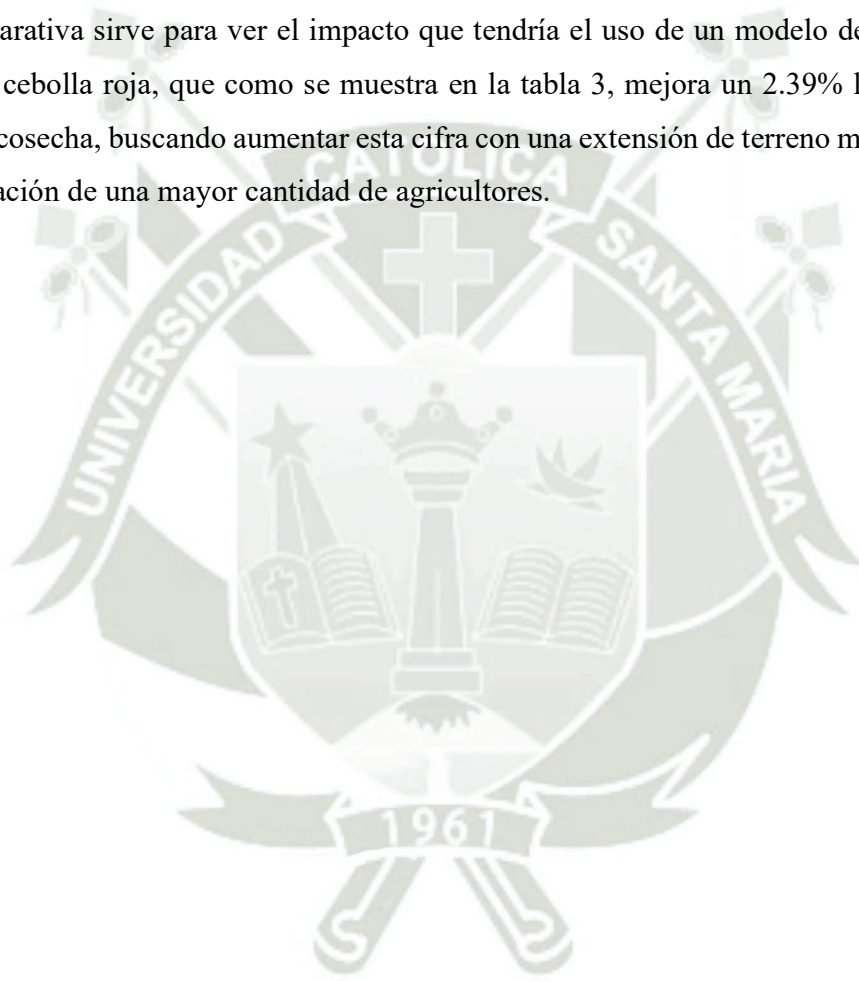 arativa sirve para ver el impacto que tendría el uso de un modelo de
cebolla roja, que como se muestra en la tabla 3, mejora un 2.39%
cosecha, buscando aumentar esta cifra con una extensión de terreno
ación de una mayor cantidad de agricultores.
UNIVERSIDAD CATOLICA SANTA MARIA
1961